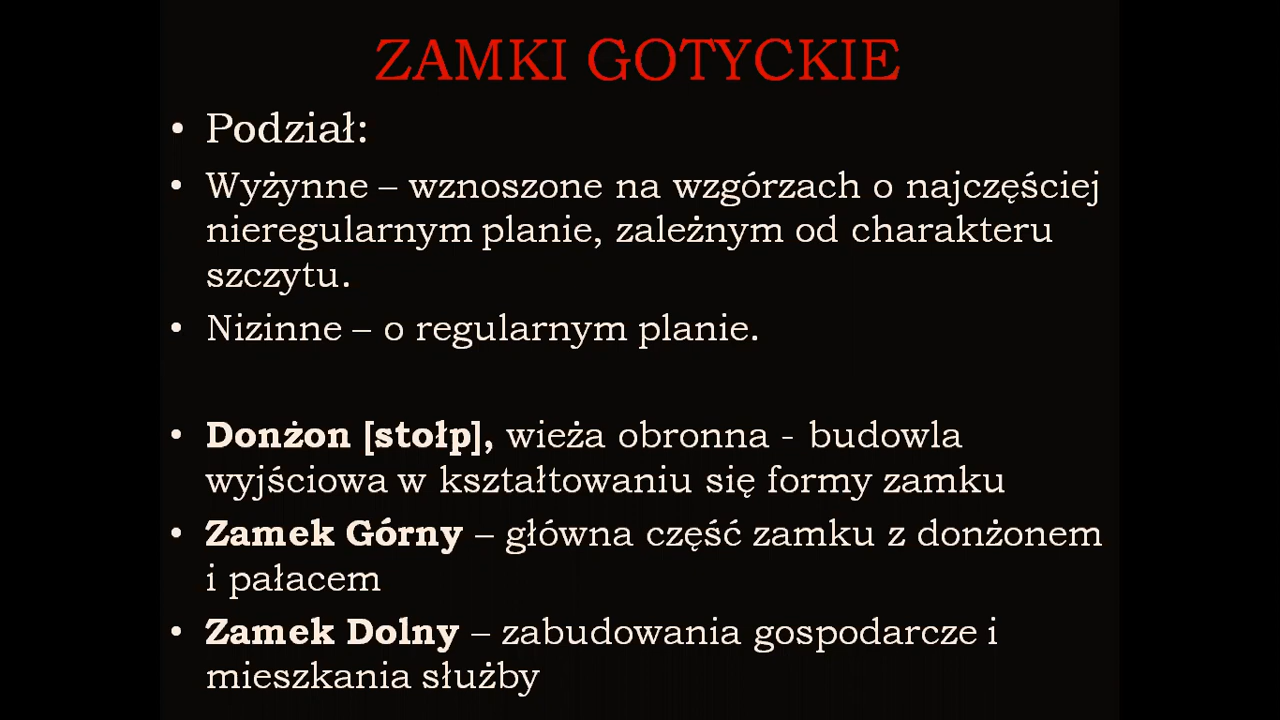 ZAMKI GOTYCKIE
• Podział:
• Wyżynne – wznoszone na wzgórzach o najczęściej
nieregularnym planie, zależnym od charakteru
szczytu.
• Nizinne – o regularnym planie.
• Donżon [stołp], wieża obronna - budowla
wyjściowa w kształtowaniu się formy zamku
• Zamek Górny – główna część zamku z donżonem
i pałacem
• Zamek Dolny – zabudowania gospodarcze i
mieszkania służby